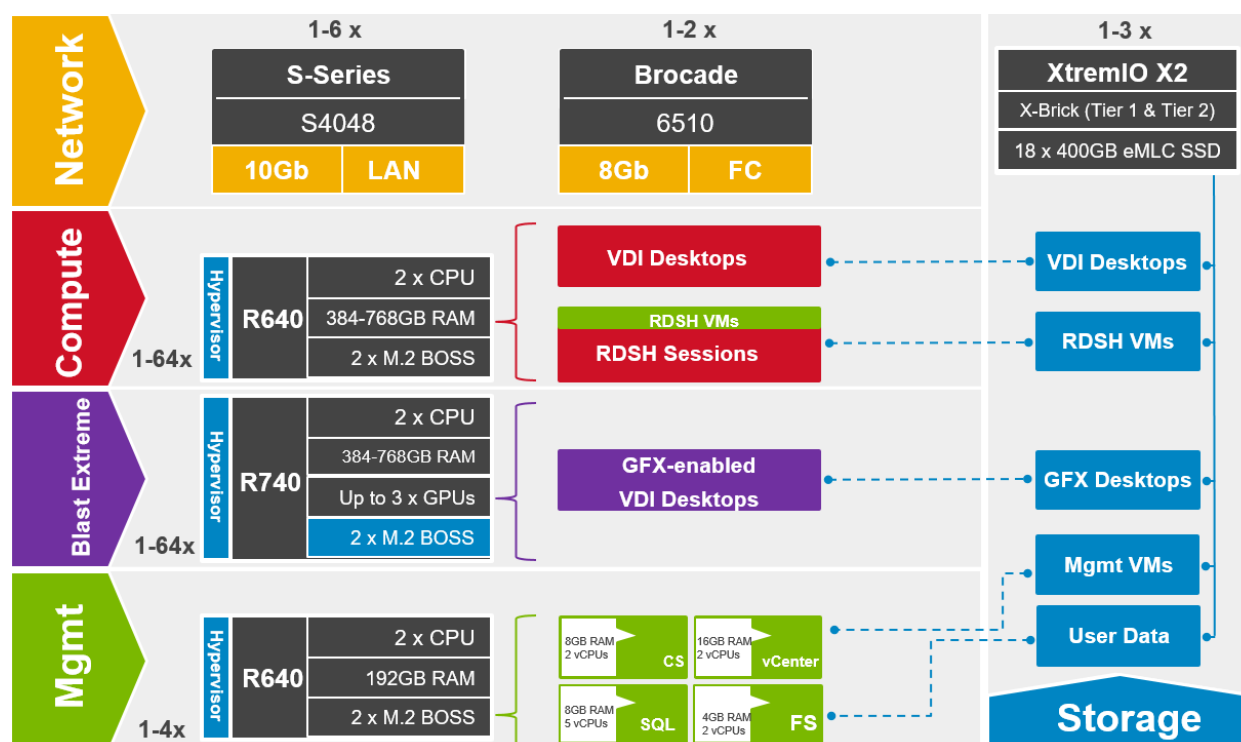 Network
1-6 x
S-Series
S4048
10Gb
LAN
1-2 x
Brocade
6510
8Gb
FC
1-3 x
XtremIO X2
X-Brick (Tier 1 & Tier 2)
18 x 400GB eMLC SSD
Compute
1-64x
Hypervisor
R640
2 x CPU
384-768GB RAM
2 x M.2 BOSS
VDI Desktops
RDSH VMs
RDSH Sessions
VDI Desktops
RDSH VMs
Blast Extreme
1-64x
Hypervisor
R740
2 x CPU
384-768GB RAM
Up to 3 x GPUs
2 x M.2 BOSS
GFX-enabled
VDI Desktops
GFX Desktops
Mgmt
1-4x
Hypervisor
R640
2 x CPU
192GB RAM
2 x M.2 BOSS
8GB RAM
2 vCPUs
CS
16GB RAM
2 vCPUs
vCenter
8GB RAM
5 vCPUs
SQL
4GB RAM
2 vCPUs
FS
Mgmt VMs
User Data
Storage